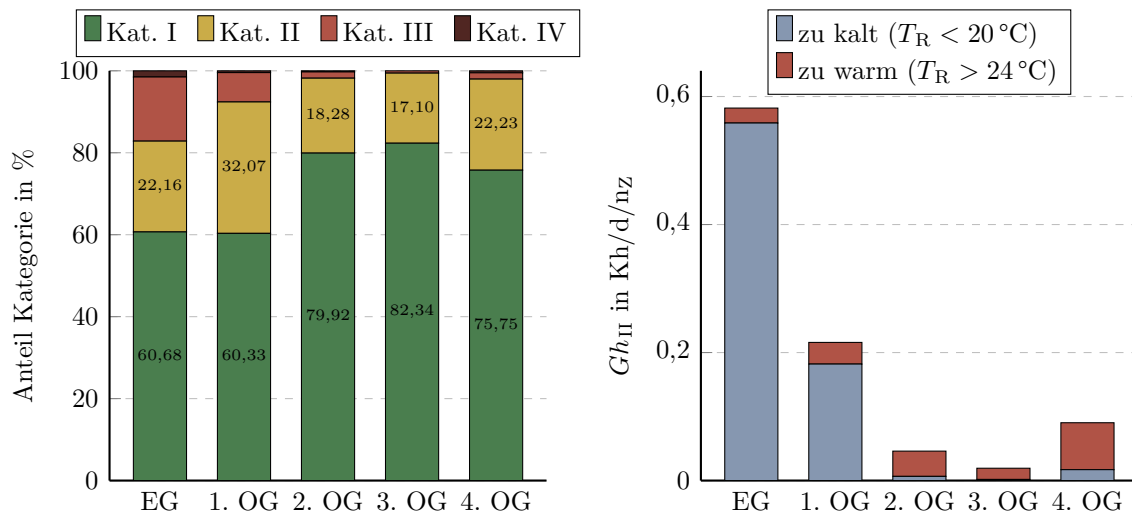 Kat. I Kat. II Kat. III Kat. IV
Anteil Kategorie in %
100
80
60
40
20
0
18,28
17,10
22,23
22,16
32,07
79,92
82,34
75,75
60,68
60,33
EG 1. OG 2. OG 3. OG 4. OG
zu kalt (T_R < 20 °C)
zu warm (T_R > 24 °C)
Gh_II in Kh/d/nz
0,6
0,4
0,2
0
EG 1. OG 2. OG 3. OG 4. OG